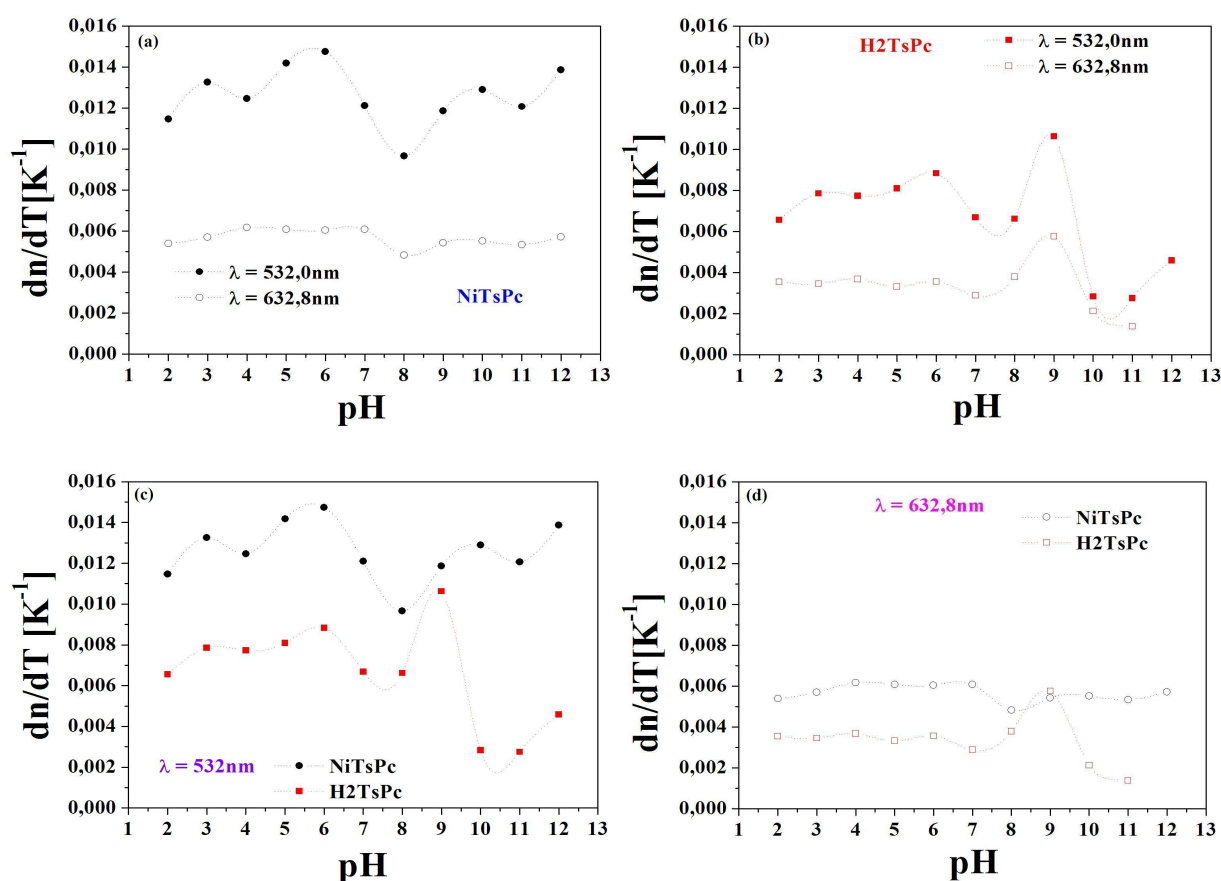 (a)
0,016
0,014
0,012
0,010
0,008
0,006
0,004
0,002
0,000
dn/dT[K⁻¹]
λ = 532,0nm
λ = 632,8nm
NiTsPc
1 2 3 4 5 6 7 8 9 10 11 12 13
pH
(b)
H2TsPc
λ = 532,0nm
λ = 632,8nm
0,016
0,014
0,012
0,010
0,008
0,006
0,004
0,002
0,000
dn/dT [K⁻¹]
1 2 3 4 5 6 7 8 9 10 11 12 13
pH
(c)
0,016
0,014
0,012
0,010
0,008
0,006
0,004
0,002
0,000
dn/dT [K⁻¹]
λ = 532nm
NiTsPc
H2TsPc
1 2 3 4 5 6 7 8 9 10 11 12 13
pH
(d)
λ = 632,8nm
NiTsPc
H2TsPc
0,016
0,014
0,012
0,010
0,008
0,006
0,004
0,002
0,000
dn/dT[K⁻¹]
1 2 3 4 5 6 7 8 9 10 11 12 13
pH